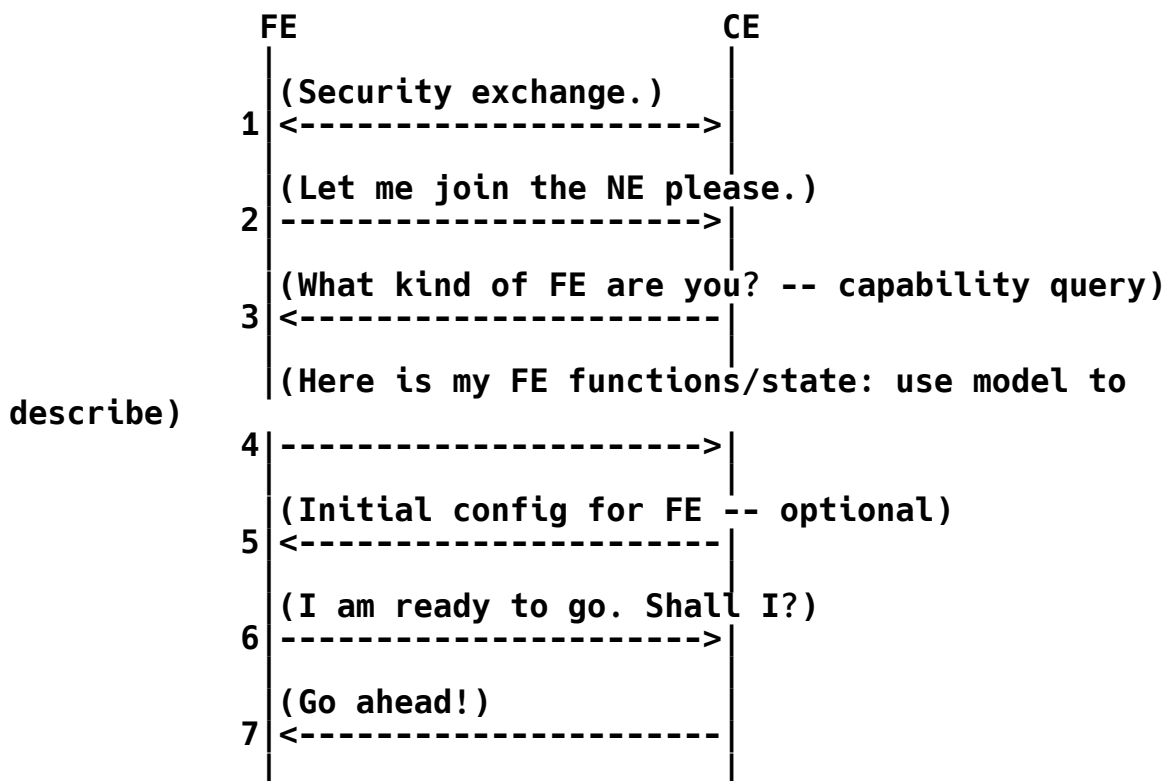 FE                     CE
(Security exchange.)
1|<--------------------->|
(Let me join the NE please.)
2|--------------------->|
(What kind of FE are you? -- capability query)
3|<----------------------|
(Here is my FE functions/state: use model to
describe)
4|--------------------->|
(Initial config for FE -- optional)
5|<----------------------|
(I am ready to go. Shall I?)
6|--------------------->|
(Go ahead!)
7|<----------------------|